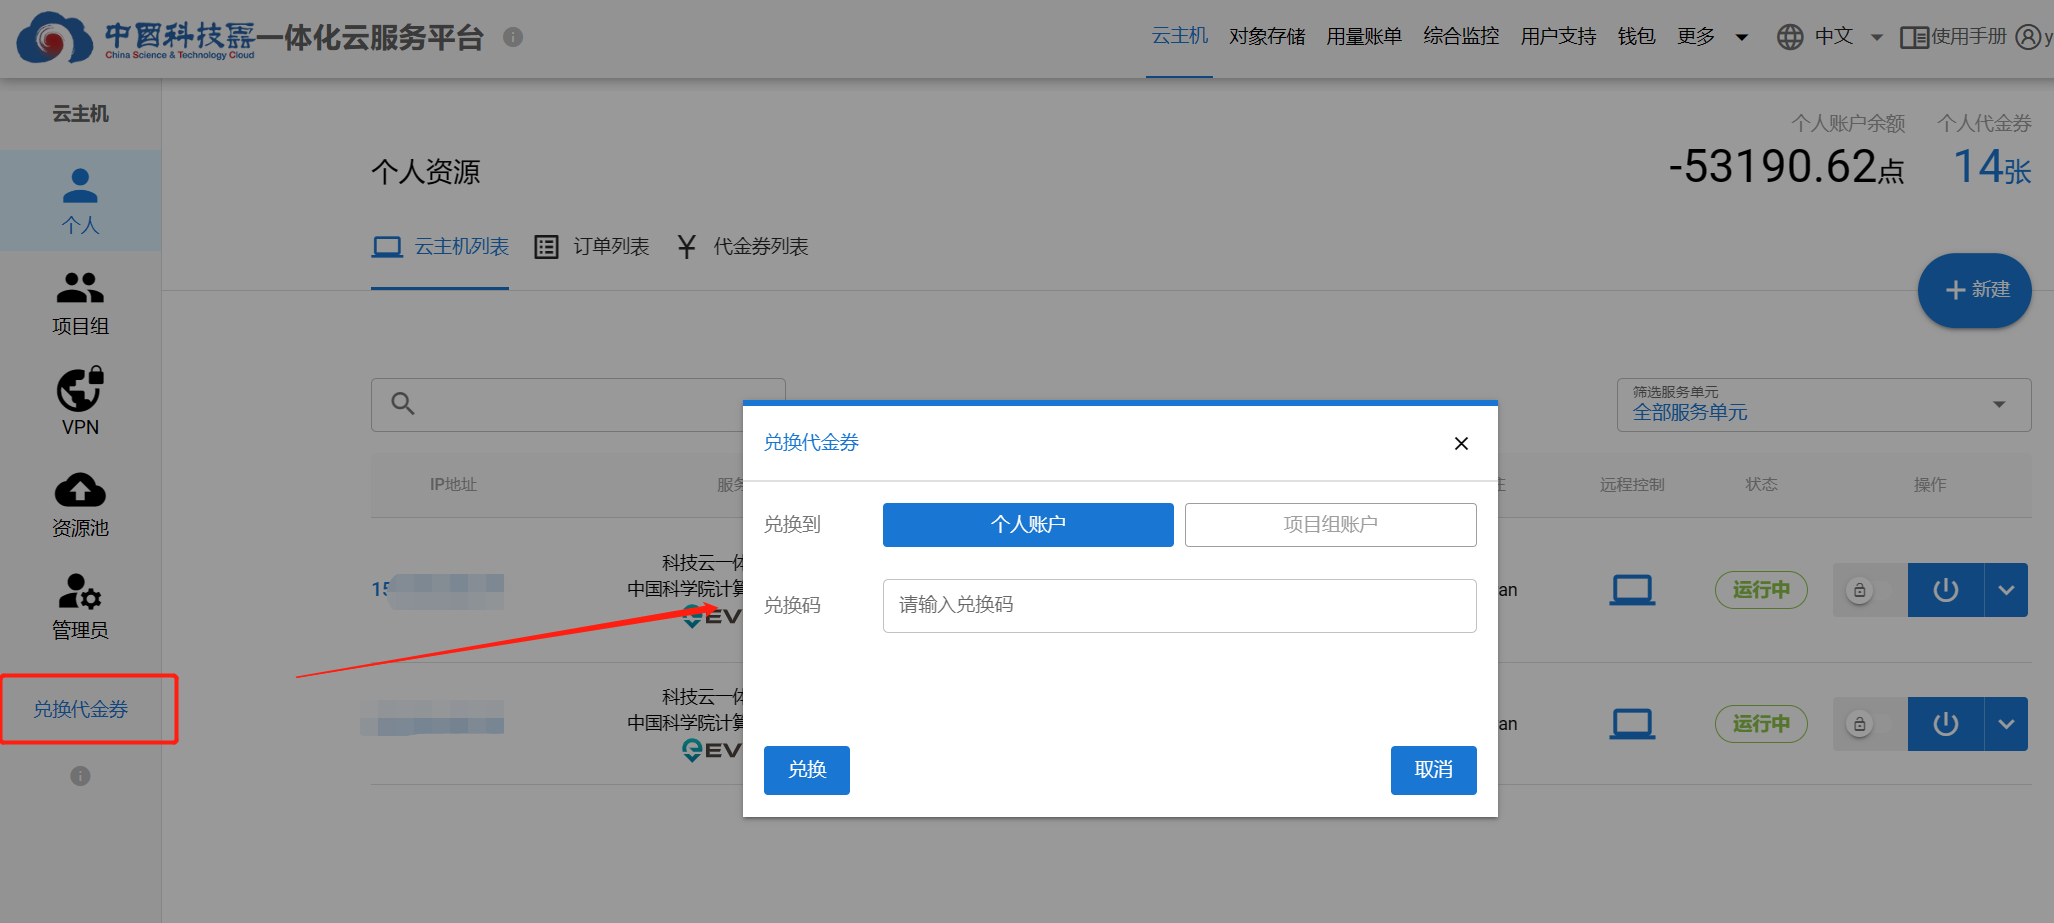 中国科技云
China Science & Technology Cloud
一体化云服务平台
云主机
对象存储
用量账单
综合监控
用户支持
钱包
更多
中文
使用手册
y
云主机
个人
项目组
VPN
资源池
管理员
兑换代金券
个人资源
个人账户余额
-53190.62点
个人代金券
14张
云主机列表
订单列表
代金券列表
新建
筛选服务单元
全部服务单元
IP地址
服务
远程控制
状态
操作
15
科技云一体
中国科学院计算
EV
an
运行中
科技云一体
中国科学院计算
EV
an
运行中
兑换代金券
兑换到
个人账户
项目组账户
兑换码
请输入兑换码
兑换
取消